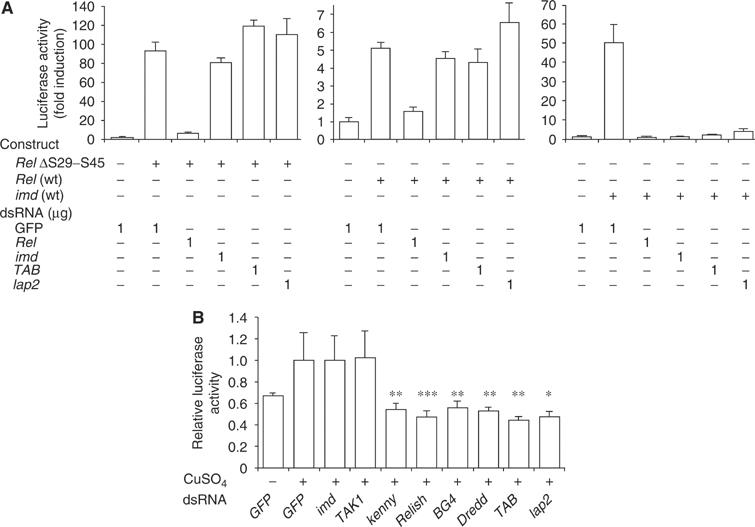 A
Luciferase activity
(fold induction)
140
120
100
80
60
40
20
0
7
6
5
4
3
2
1
0
70
60
50
40
30
20
10
0
Construct
Rel ΔS29–S45 – + + + + +
Rel (wt) – + + + + +
imd (wt) – + + + + +
dsRNA (μg)
GFP 1 1 – – – – 1 1 – – – – 1 1 – – – –
Rel – – 1 – – – – – 1 – – – – – 1 – – –
imd – – – 1 – – – – – 1 – – – – – 1 – –
TAB – – – – 1 – – – – – 1 – – – – – 1 –
Iap2 – – – – – 1 – – – – – 1 – – – – – 1
B
Relative luciferase
activity
1.4
1.2
1.0
0.8
0.6
0.4
0.2
0
** *** ** ** ** *
CuSO4 – + + + + + + + + +
dsRNA GFP GFP imd TAK1 kenny Relish BG4 Dredd TAB Iap2